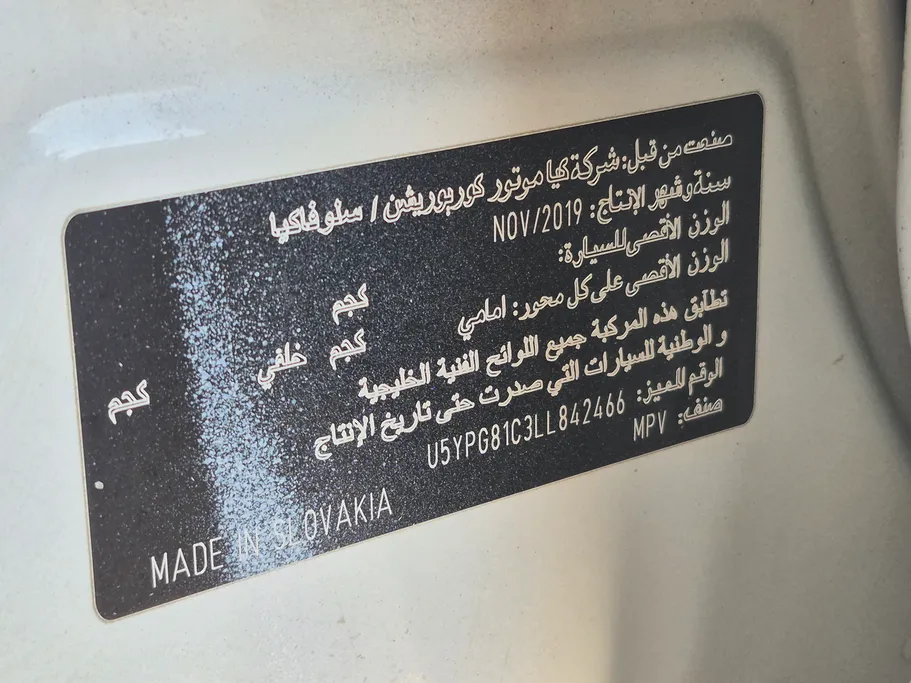 صنعت من قبل: شركة كيا موتور كوربوريشن / سلوفاكيا
سنة وشهر الإنتاج: NOV/2019
الوزن الأقصى للسيارة: كجم
الوزن الأقصى على كل محور: امامي كجم خلفي كجم
تطابق هذه المركبة جميع اللوائح الفنية الخليجية
و الوطنية للسيارات التي صدرت حتى تاريخ الإنتاج
الرقم المميز: U5YPG81C3LL842466
صنف: MPV
MADE IN SLOVAKIA